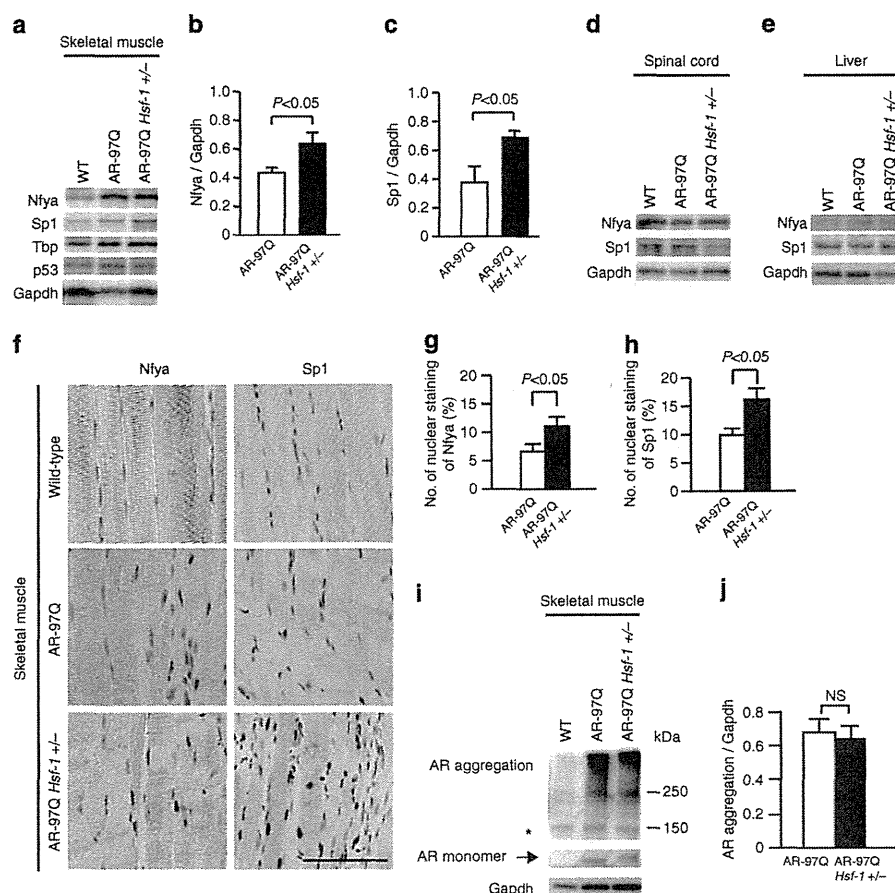 a
Skeletal muscle
WT
AR-97Q
AR-97Q Hsf-1 +/–
Nfya
Sp1
Tbp
p53
Gapdh
b
Nfya / Gapdh
1.0
0.8
0.6
0.4
0.2
0
P<0.05
AR-97Q
AR-97Q
Hsf-1 +/–
c
Sp1 / Gapdh
1.0
0.8
0.6
0.4
0.2
0
P<0.05
AR-97Q
AR-97Q
Hsf-1 +/–
d
Spinal cord
WT
AR-97Q
AR-97Q Hsf-1 +/–
Nfya
Sp1
Gapdh
e
Liver
WT
AR-97Q
AR-97Q Hsf-1 +/–
Nfya
Sp1
Gapdh
f
Nfya
Sp1
Skeletal muscle
Wild-type
AR-97Q
AR-97Q Hsf-1 +/–
g
No. of nuclear staining
of Nfya (%)
20
15
10
5
0
P<0.05
AR-97Q
AR-97Q
Hsf-1 +/–
h
No. of nuclear staining
of Sp1 (%)
20
15
10
5
0
P<0.05
AR-97Q
AR-97Q
Hsf-1 +/–
i
Skeletal muscle
WT
AR-97Q
AR-97Q Hsf-1 +/–
kDa
AR aggregation
250
150
*
AR monomer
Gapdh
j
AR aggregation / Gapdh
0.8
0.6
0.4
0.2
0
NS
AR-97Q
AR-97Q
Hsf-1 +/–